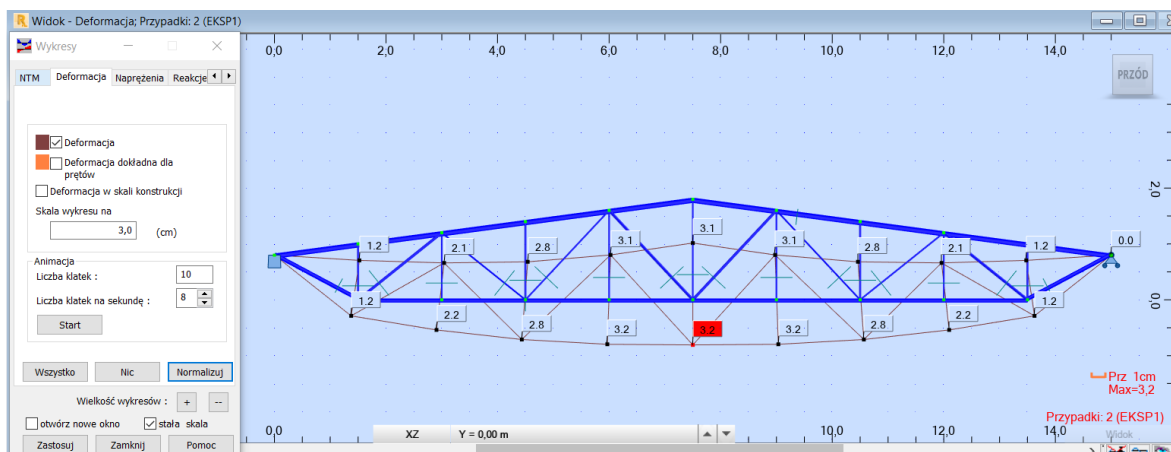 Widok - Deformacja; Przypadki: 2 (EKSP1)
Wykresy
NTM Deformacja Naprężenia Reakcje
Deformacja
Deformacja dokładna dla
prętów
Deformacja w skali konstrukcji
Skala wykresu na
3,0 (cm)
Animacja
Liczba klatek : 10
Liczba klatek na sekundę : 8
Start
Wszystko Nic Normalizuj
Wielkość wykresów : + --
otwórz nowe okno stała skala
Zastosuj Zamknij Pomoc
0,0 2,0 4,0 6,0 8,0 10,0 12,0 14,0
PRZÓD
2,0
0,0
1.2 2.1 2.8 3.1 3.1 3.1 2.8 2.1 1.2 0.0
1.2 2.2 2.8 3.2 3.2 3.2 2.8 2.2 1.2
Prz 1cm
Max=3,2
Przypadki: 2 (EKSP1)
Widok
0,0 10,0 12,0 14,0
XZ Y = 0,00 m